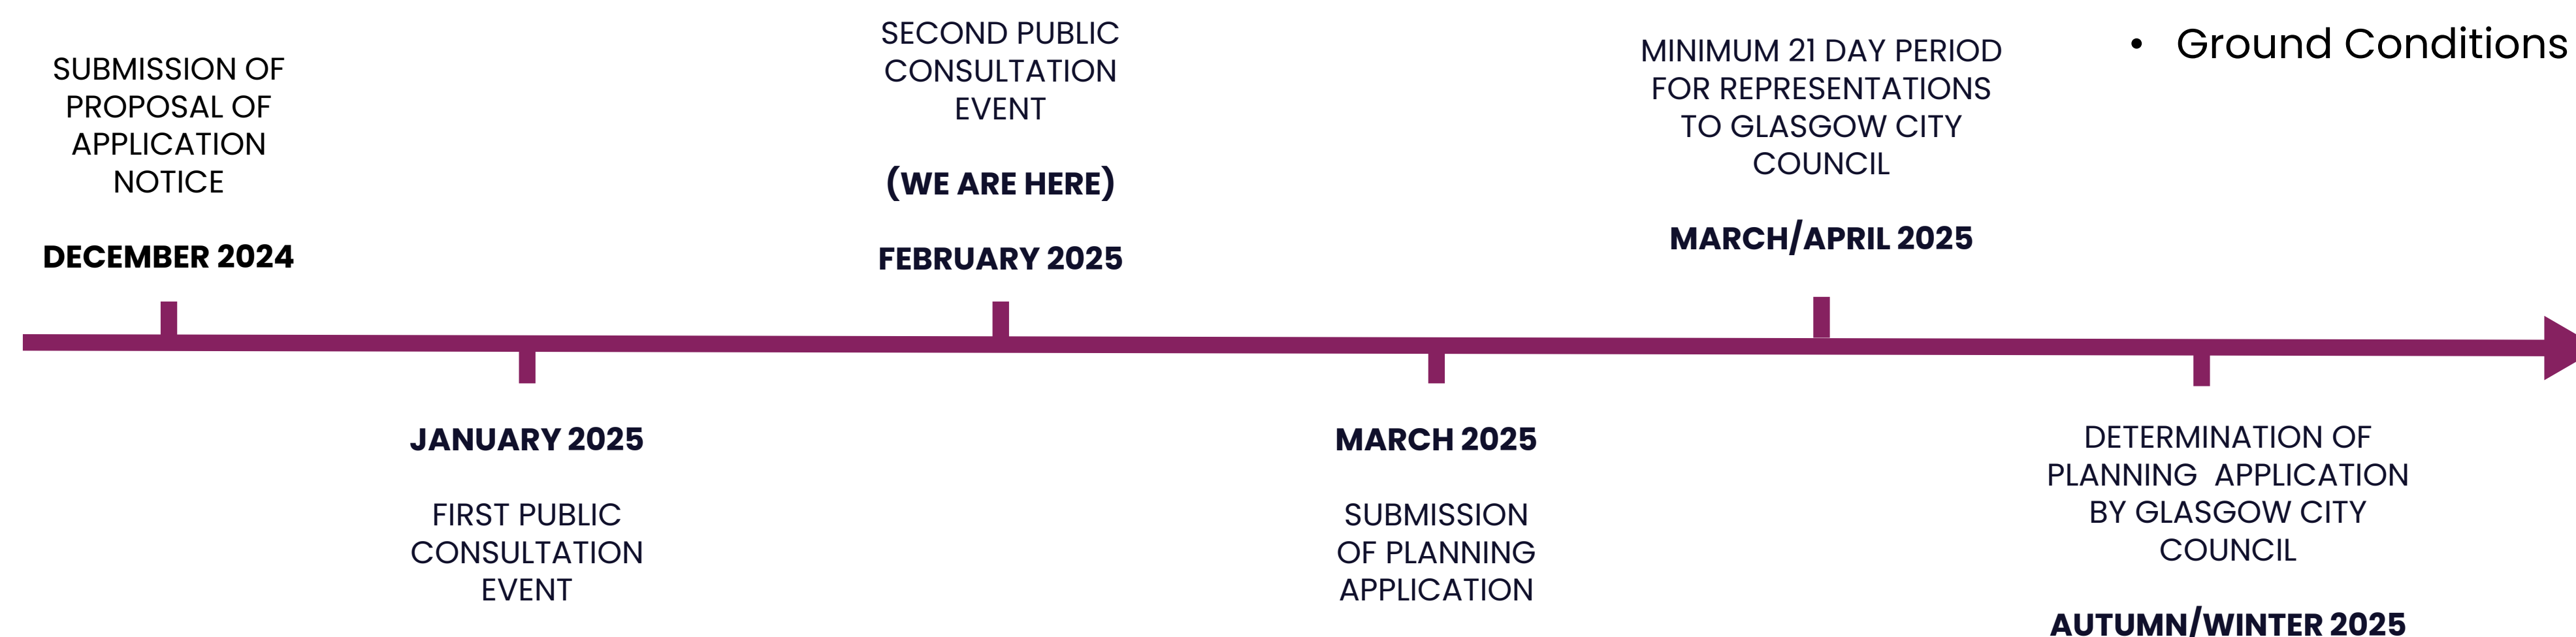 SUBMISSION OF
PROPOSAL OF
APPLICATION
NOTICE
DECEMBER 2024
JANUARY 2025
FIRST PUBLIC
CONSULTATION
EVENT
SECOND PUBLIC
CONSULTATION
EVENT
(WE ARE HERE)
FEBRUARY 2025
MARCH 2025
SUBMISSION
OF PLANNING
APPLICATION
MINIMUM 21 DAY PERIOD
FOR REPRESENTATIONS
TO GLASGOW CITY
COUNCIL
MARCH/APRIL 2025
DETERMINATION OF
PLANNING  APPLICATION
BY GLASGOW CITY
COUNCIL
AUTUMN/WINTER 2025
• Ground Conditions